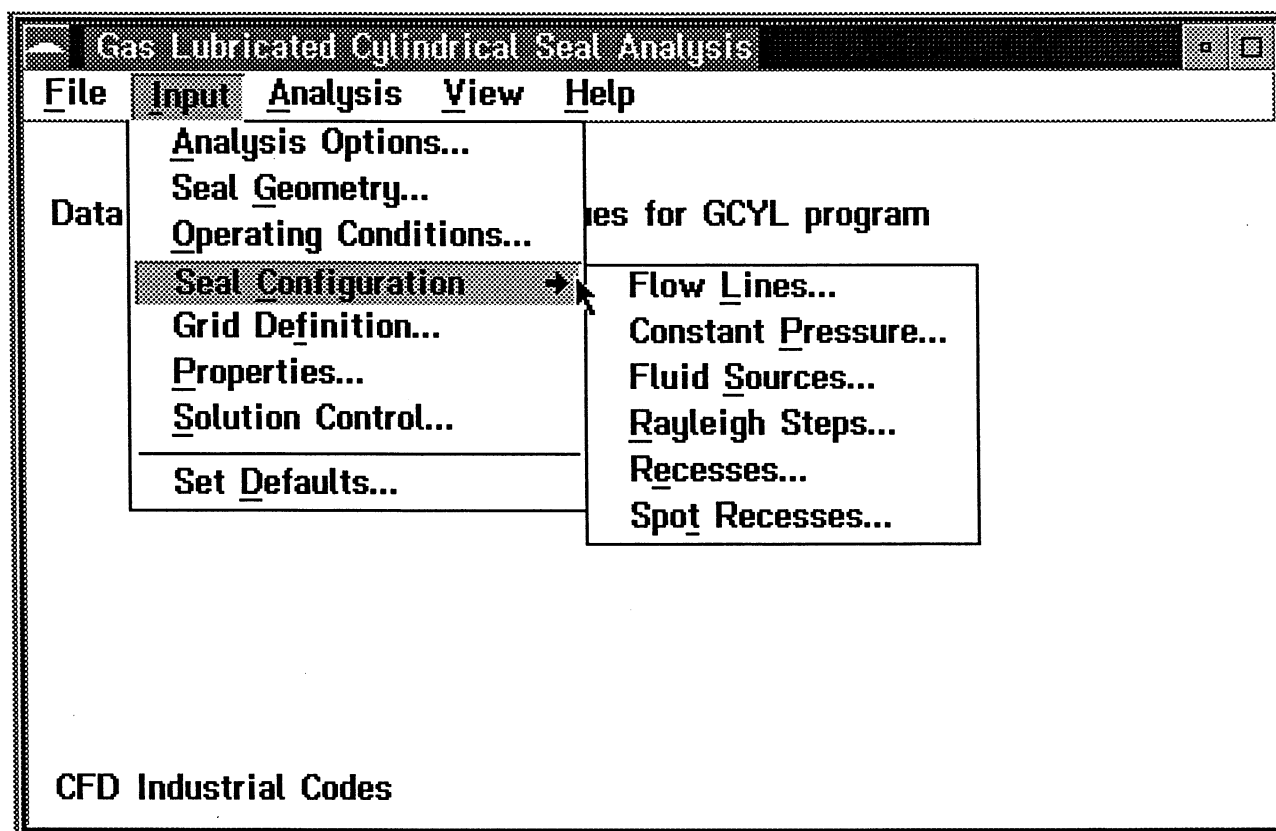 Gas Lubricated Cylindrical Seal Analysis
File Input Analysis View Help
Analysis Options...
Seal Geometry...
Data ues for GCYL program
Operating Conditions...
Seal Configuration
Flow Lines...
Grid Definition...
Constant Pressure...
Properties...
Fluid Sources...
Solution Control...
Rayleigh Steps...
Recesses...
Set Defaults...
Spot Recesses...
CFD Industrial Codes